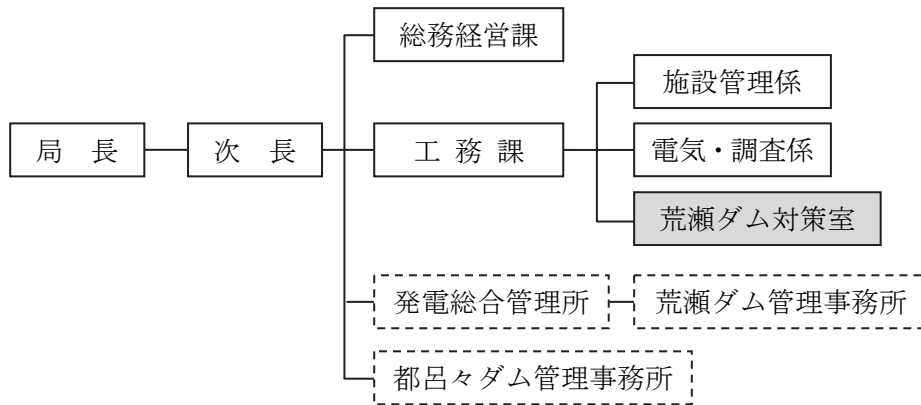 総務経営課
施設管理係
局 長
次 長
工 務 課
電気・調査係
荒瀬ダム対策室
発電総合管理所
荒瀬ダム管理事務所
都呂々ダム管理事務所